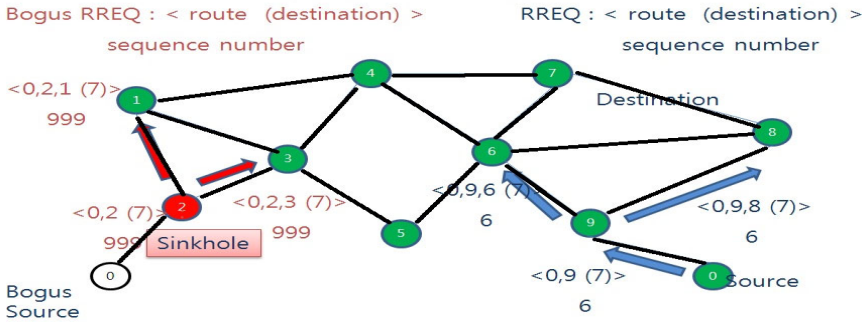 Bogus RREQ : < route (destination) >
sequence number
RREQ : < route (destination) >
sequence number
4
7
<0,2,1 (7)>
999
1
Destination
8
3
6
<0,2 (7)>
999
2
<0,2,3 (7)>
999
Sinkhole
5
<0,9,6 (7)>
6
9
<0,9,8 (7)>
6
0
Bogus
Source
<0,9 (7)>
6
0
Source